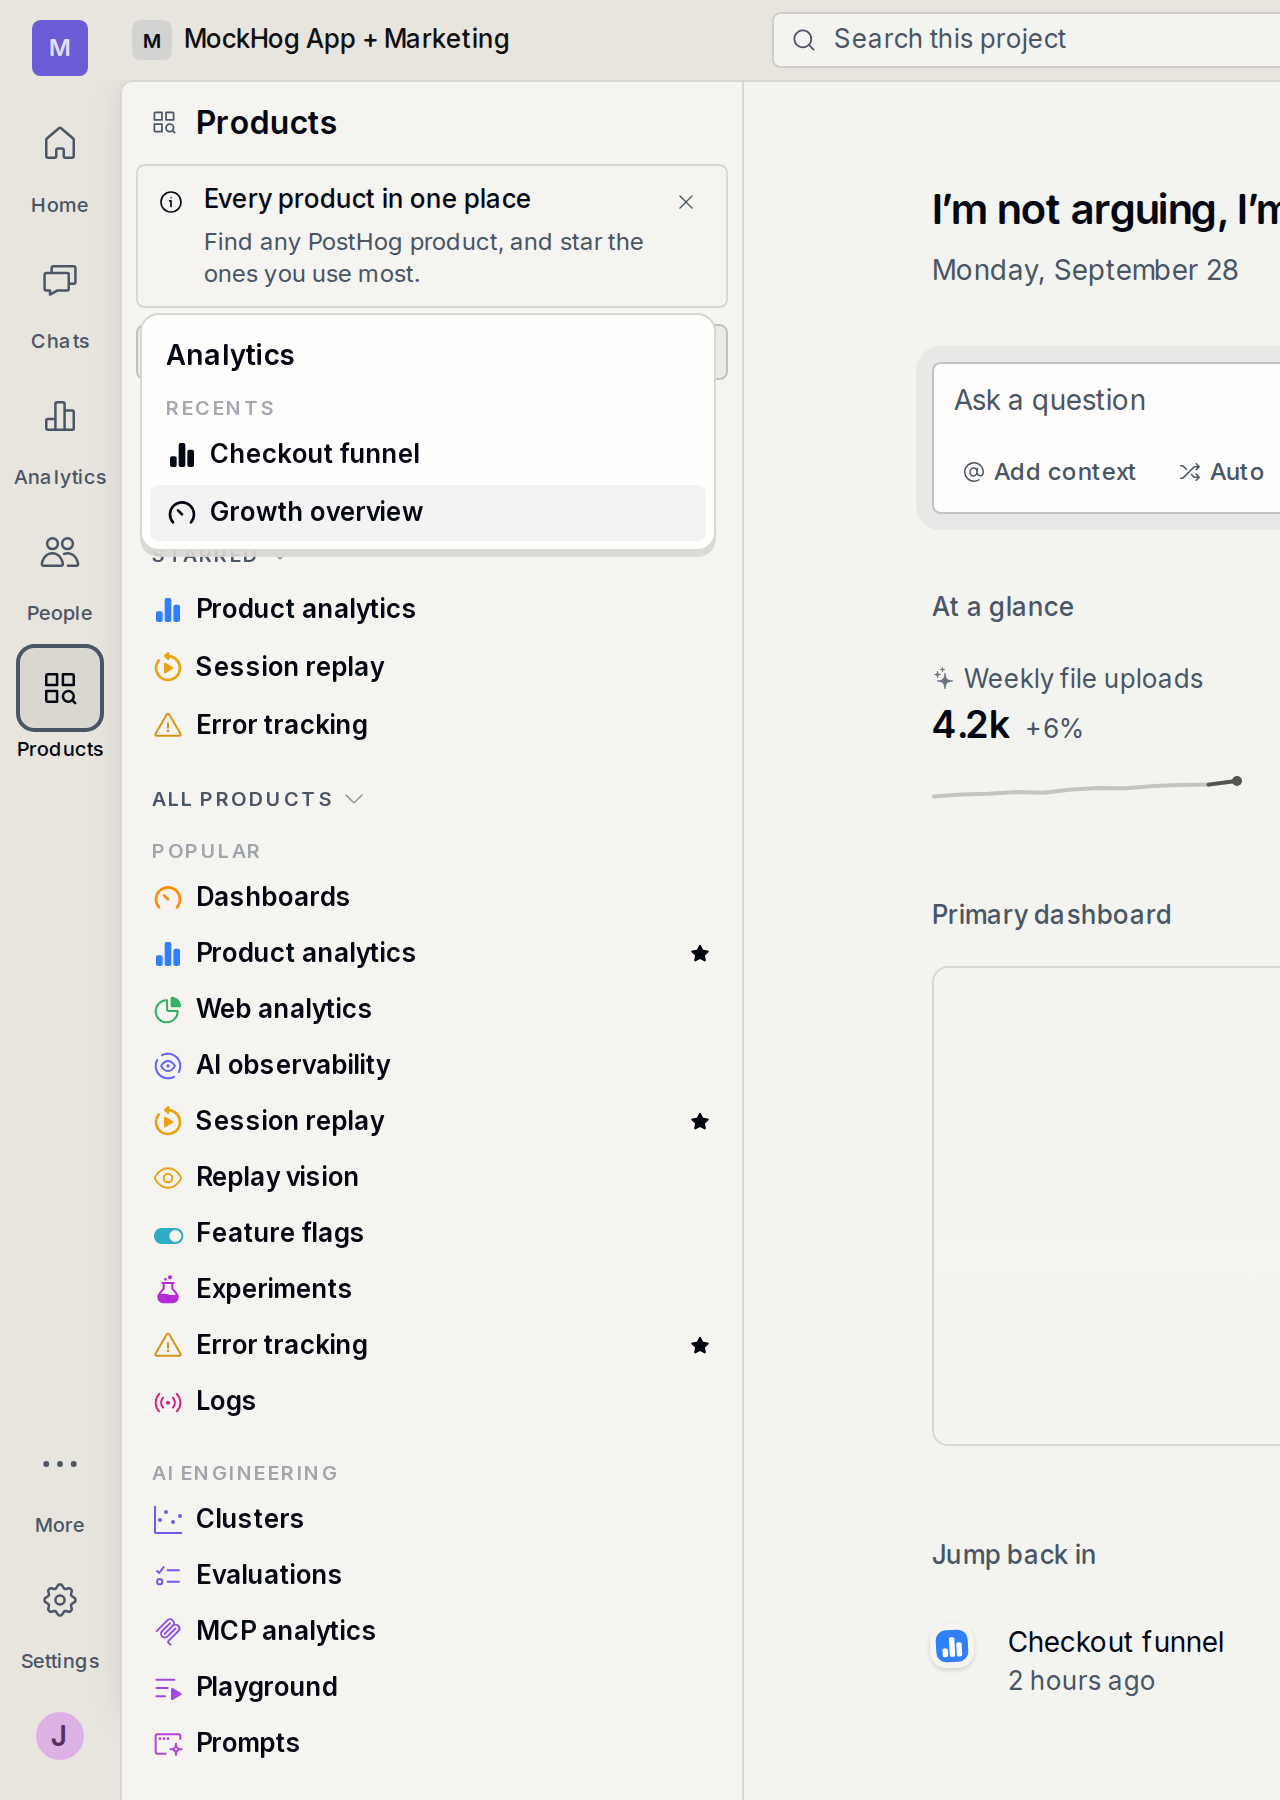 M
M MockHog App + Marketing
Search this project
Home
Chats
Analytics
People
Products
More
Settings
J
Products
Every product in one place
Find any PostHog product, and star the
ones you use most.
Analytics
RECENTS
Checkout funnel
Growth overview
STARRED
Product analytics
Session replay
Error tracking
ALL PRODUCTS
POPULAR
Dashboards
Product analytics
Web analytics
AI observability
Session replay
Replay vision
Feature flags
Experiments
Error tracking
Logs
AI ENGINEERING
Clusters
Evaluations
MCP analytics
Playground
Prompts
I'm not arguing, I'm
Monday, September 28
Ask a question
Add context
Auto
At a glance
Weekly file uploads
4.2k +6%
Primary dashboard
Jump back in
Checkout funnel
2 hours ago